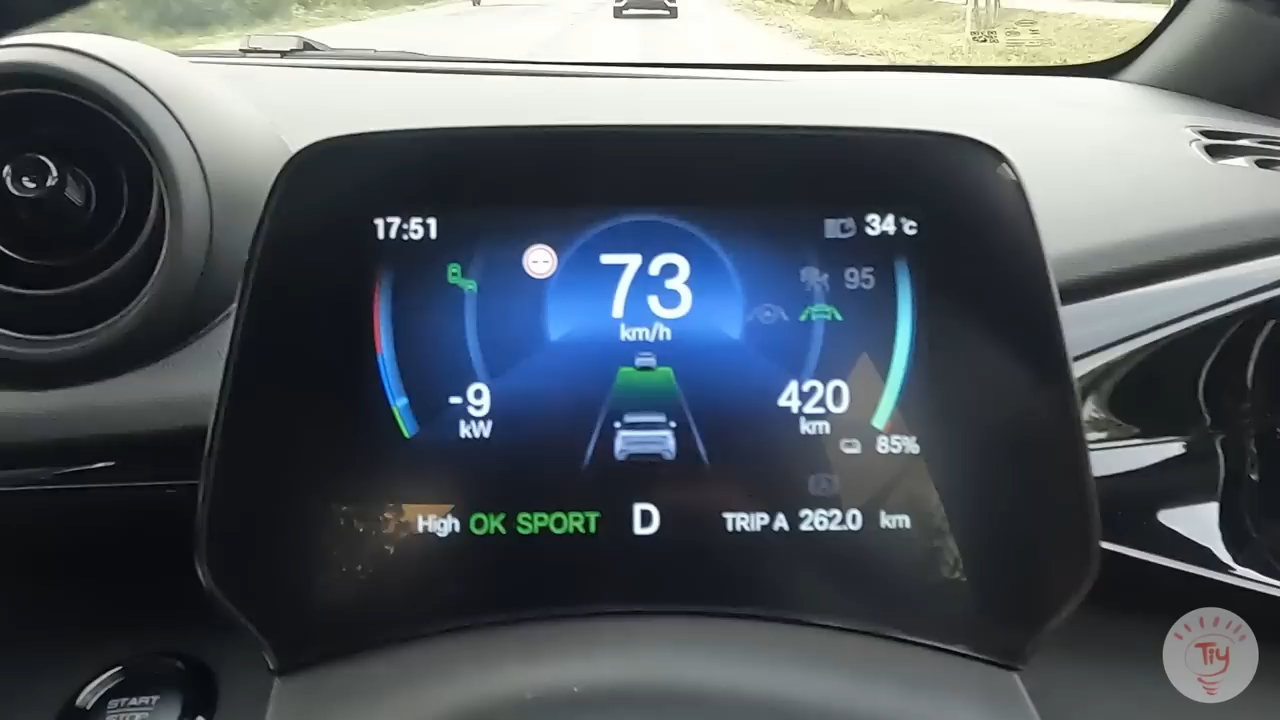 17:51
34°C
73
km/h
95
-9
kW
420
km
85%
High OK SPORT
D
TRIP A 262.0 km
START
STOP
Tiy